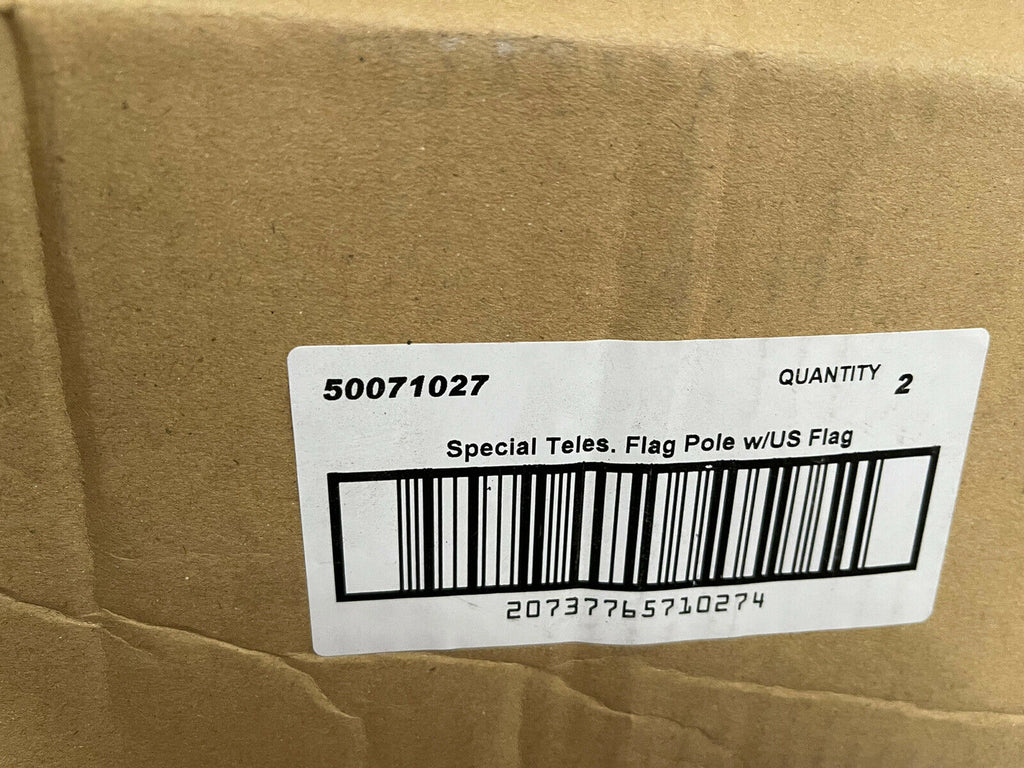 50071027
QUANTITY 2
Special Teles. Flag Pole w/US Flag
20737765710274